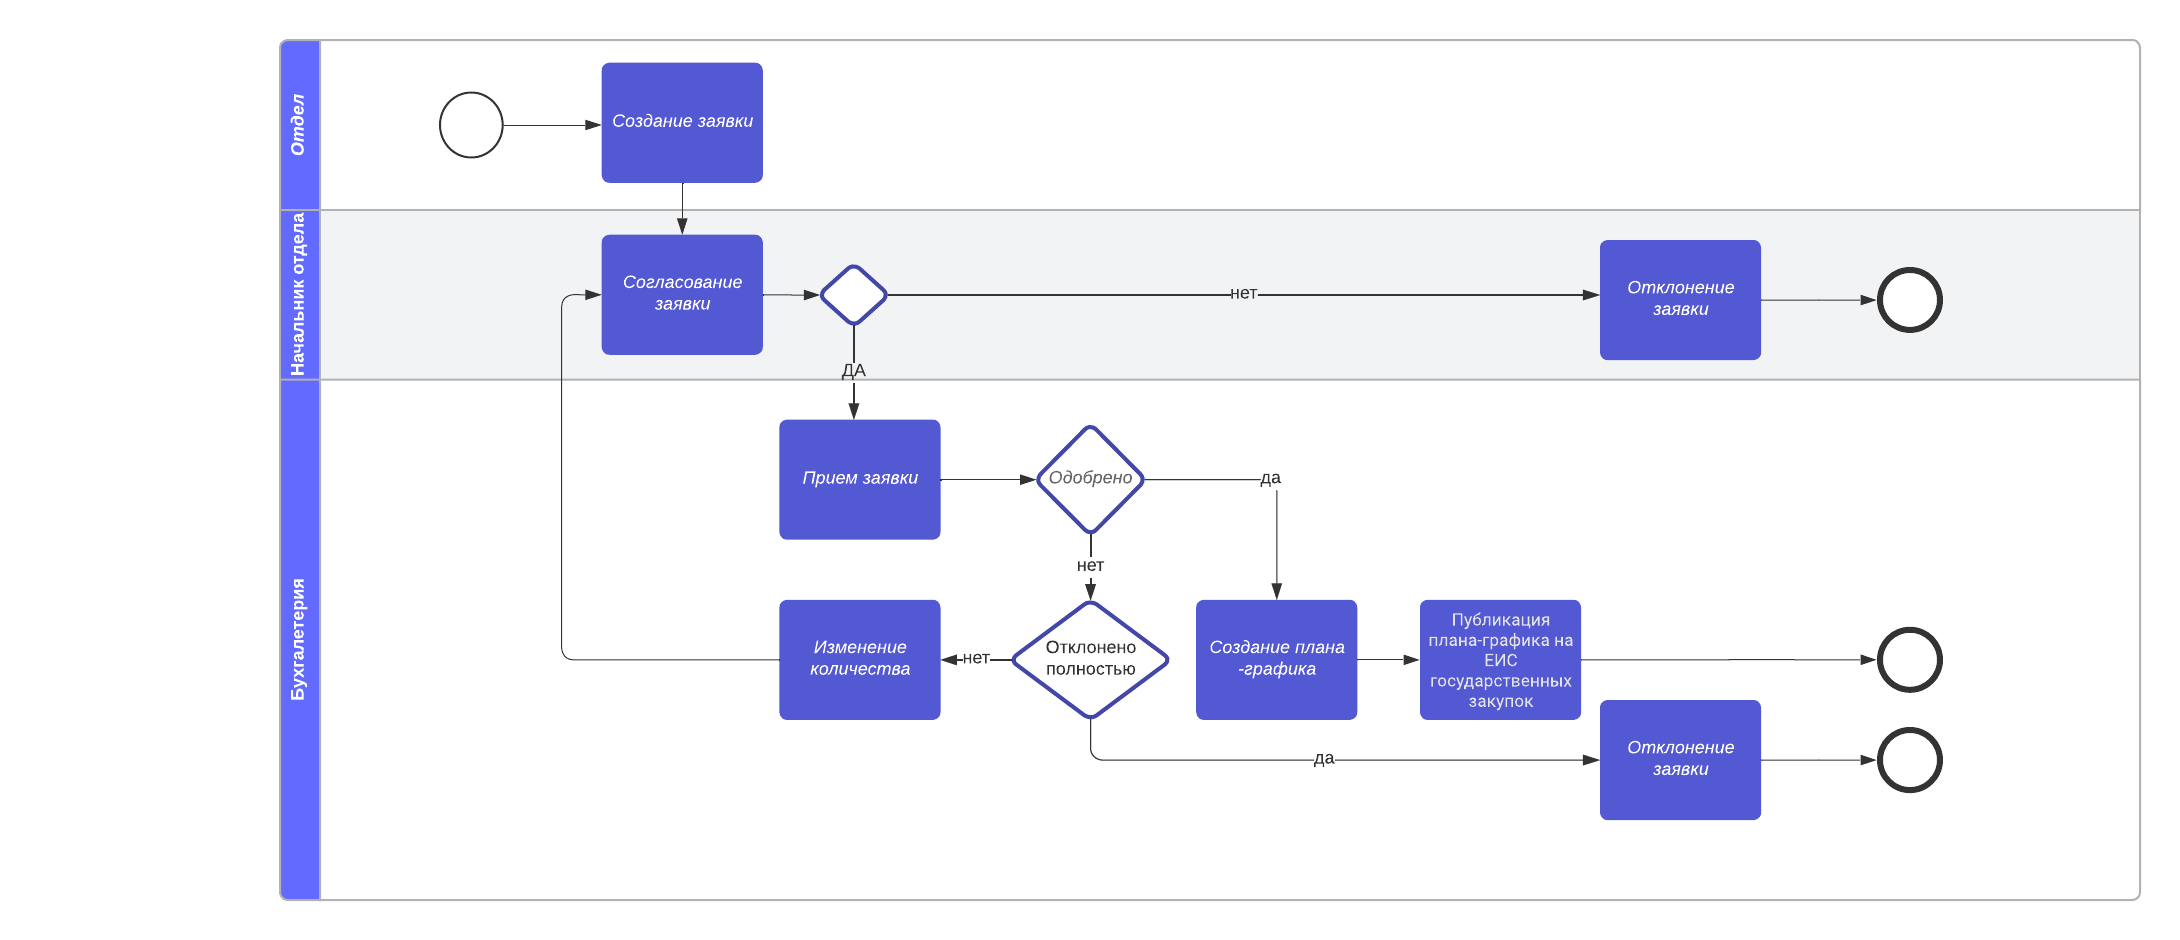 Отдел
Создание заявки
Начальник отдела
Согласование
заявки
нет
Отклонение
заявки
ДА
Бухгалетерия
Прием заявки
Одобрено
да
нет
Изменение
количества
нет
Отклонено
полностью
Создание плана
-графика
Публикация
плана-графика на
ЕИС
государственных
закупок
да
Отклонение
заявки